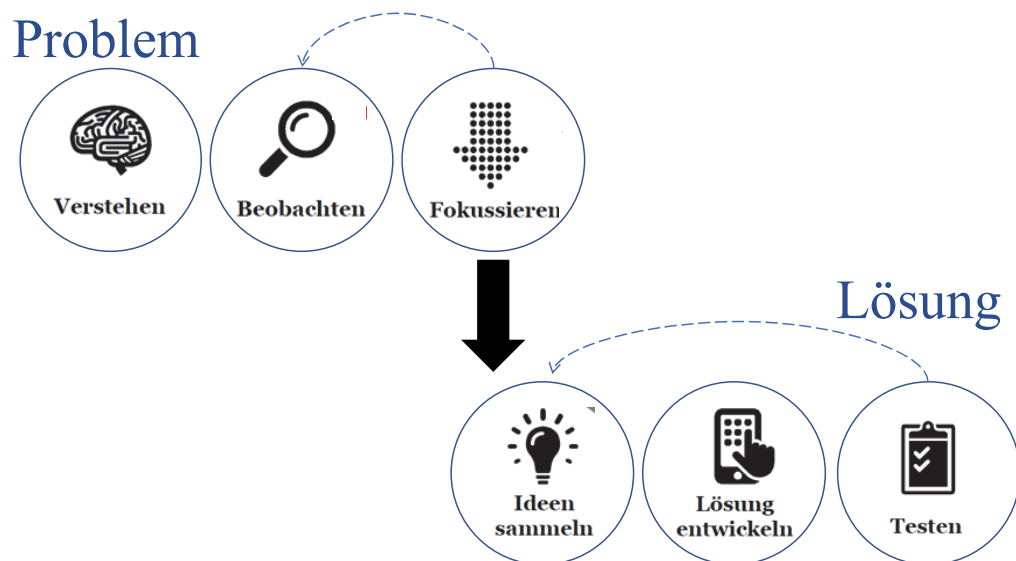 Problem
Verstehen
Beobachten
Fokussieren
Lösung
Ideen
sammeln
Lösung
entwickeln
Testen